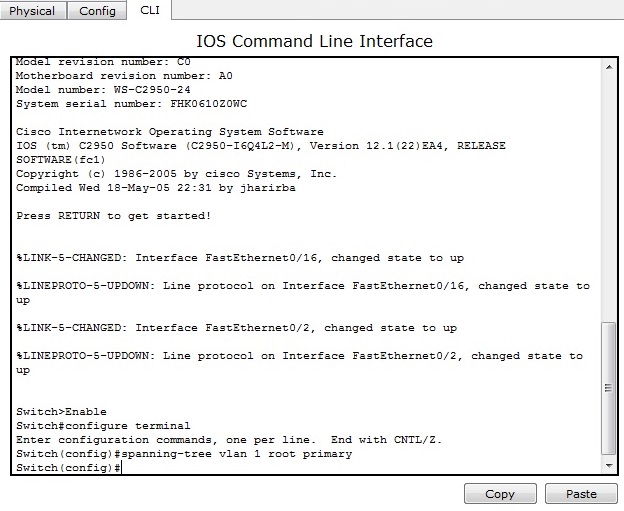 Physical Config CLI
IOS Command Line Interface
Model revision number: C0
Motherboard revision number: A0
Model number: WS-C2950-24
System serial number: FHK0610Z0WC
Cisco Internetwork Operating System Software
IOS (tm) C2950 Software (C2950-I6Q4L2-M), Version 12.1(22)EA4, RELEASE
SOFTWARE(fc1)
Copyright (c) 1986-2005 by cisco Systems, Inc.
Compiled Wed 18-May-05 22:31 by jharirba
Press RETURN to get started!
%LINK-5-CHANGED: Interface FastEthernet0/16, changed state to up
%LINEPROTO-5-UPDOWN: Line protocol on Interface FastEthernet0/16, changed state to
up
%LINK-5-CHANGED: Interface FastEthernet0/2, changed state to up
%LINEPROTO-5-UPDOWN: Line protocol on Interface FastEthernet0/2, changed state to
up
Switch>Enable
Switch#configure terminal
Enter configuration commands, one per line.  End with CNTL/Z.
Switch(config)#spanning-tree vlan 1 root primary
Switch(config)#
Copy Paste